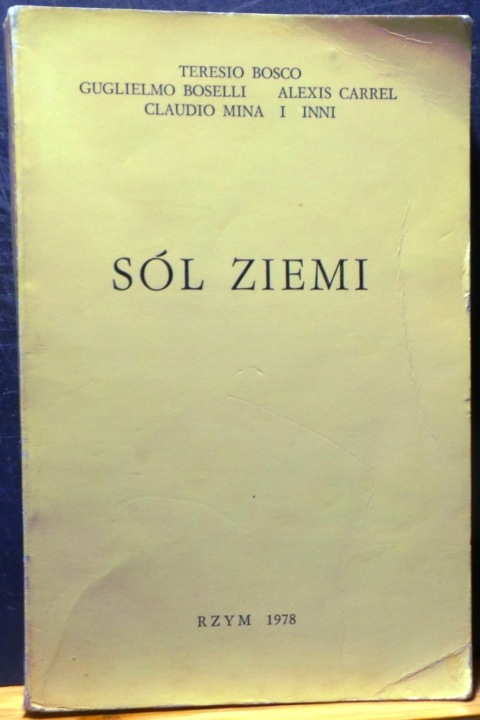 TERESIO BOSCO
GUGLIELMO BOSELLI ALEXIS CARREL
CLAUDIO MINA I INNI
SÓL ZIEMI
RZYM 1978